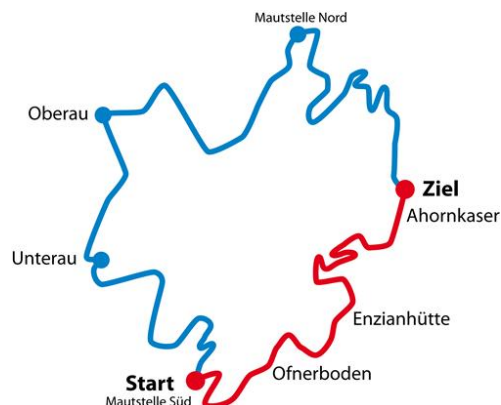 Mautstelle Nord
Oberau
Ziel
Ahornkaser
Unterau
Enzianhütte
Ofnerboden
Start
Mautstelle Süd